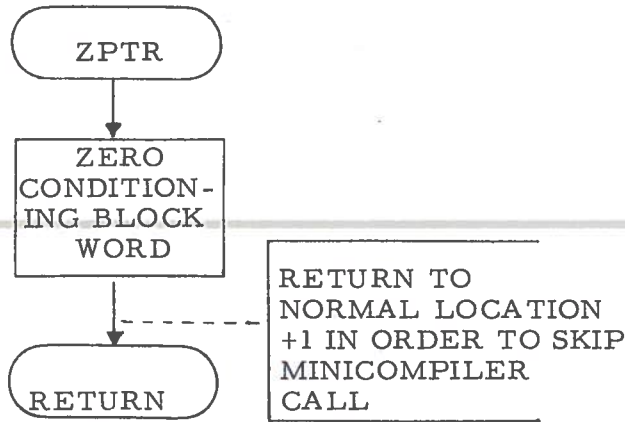 ZPTR
ZERO
CONDITION-
ING BLOCK
WORD
RETURN TO
NORMAL LOCATION
+1 IN ORDER TO SKIP
MINICOMPILER
CALL
RETURN